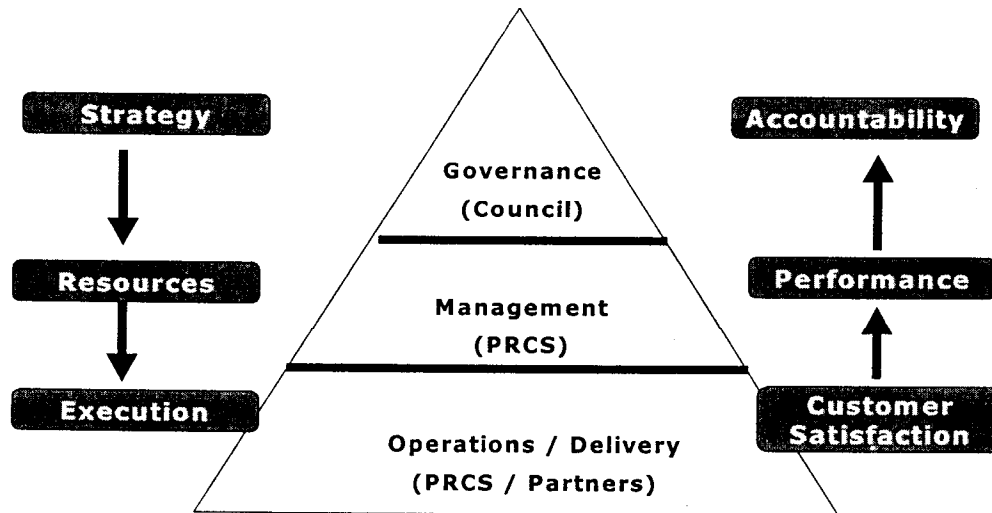 Strategy
Accountability
Governance
(Council)
Resources
Performance
Management
(PRCS)
Execution
Customer
Satisfaction
Operations / Delivery
(PRCS / Partners)